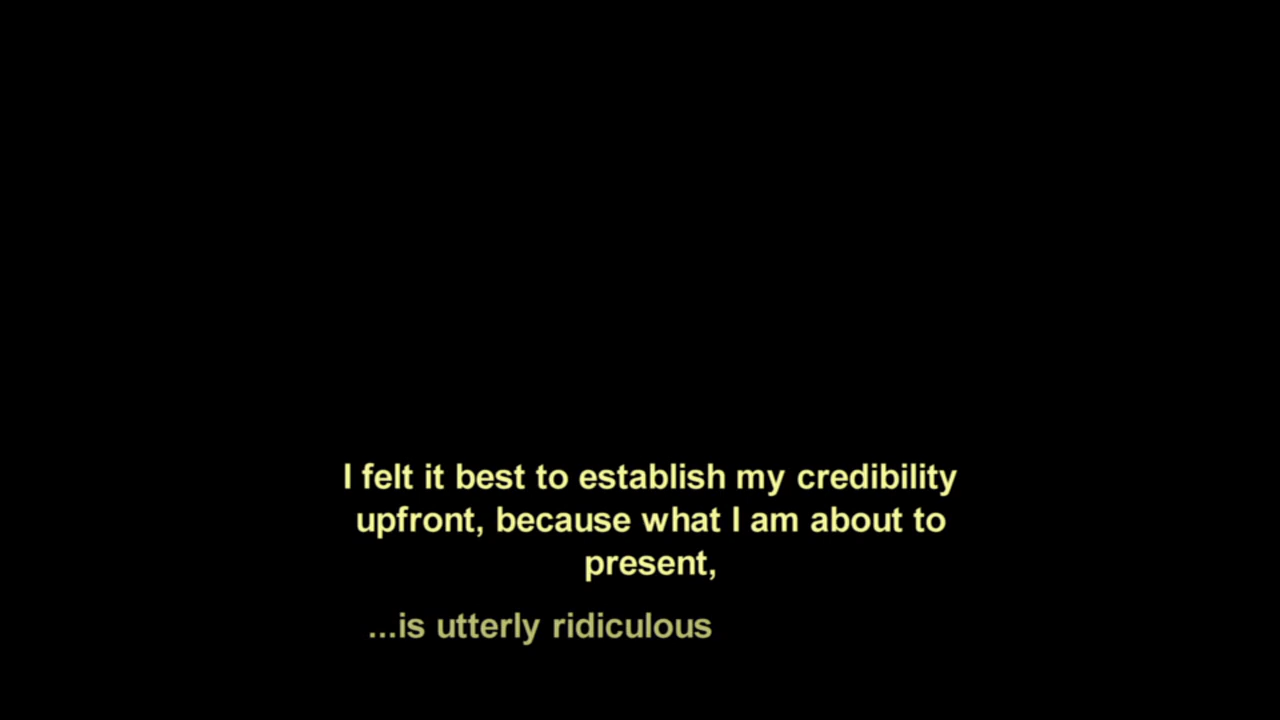 I felt it best to establish my credibility
upfront, because what I am about to
present,
...is utterly ridiculous